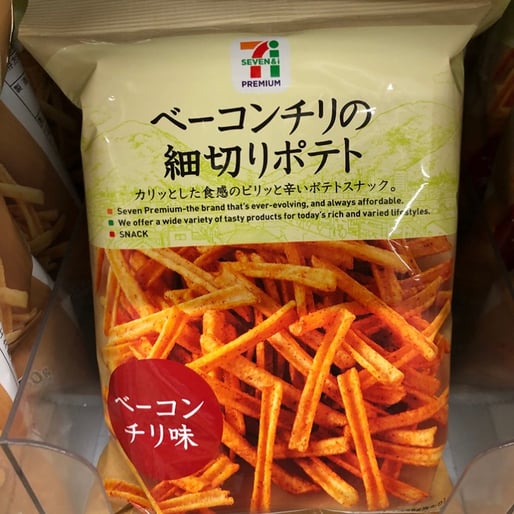 SEVEN&i
PREMIUM
ベーコンチリの
細切りポテト
カリッとした食感のピリッと辛いポテトスナック。
Seven Premium-the brand that's ever-evolving, and always affordable.
We offer a wide variety of tasty products for today's rich and varied lifestyles.
SNACK
ベーコン
チリ味